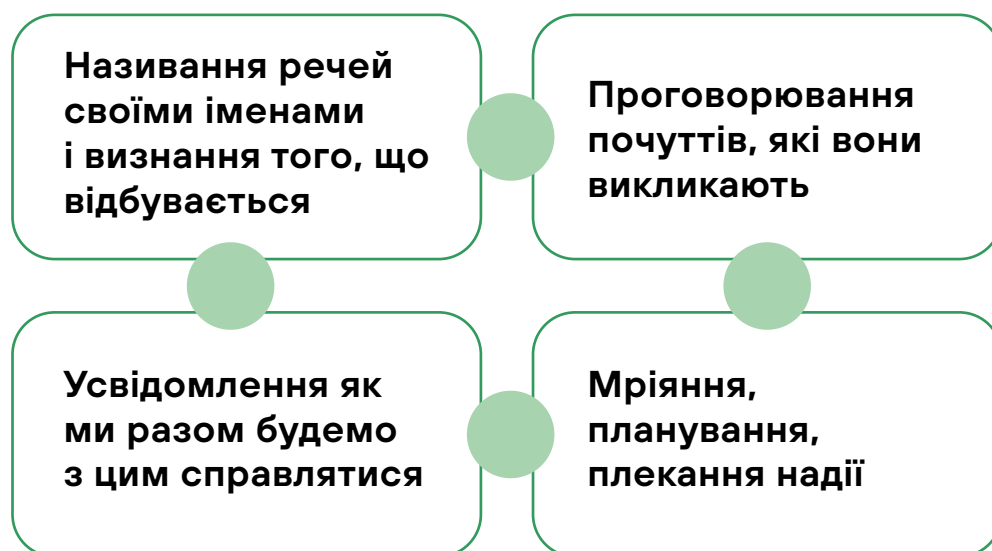 Називання речей
своїми іменами
і визнання того, що
відбувається
Проговорювання
почуттів, які вони
викликають
Усвідомлення як
ми разом будемо
з цим справлятися
Мріяння,
планування,
плекання надії